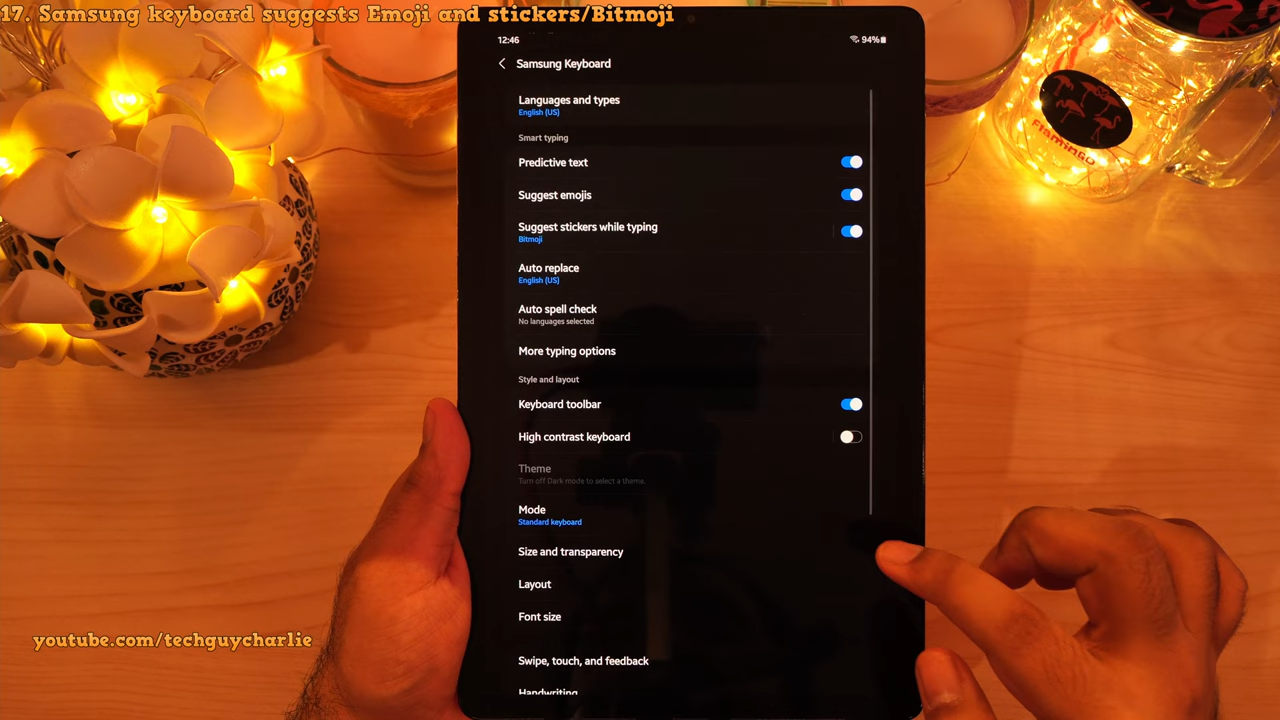 17. Samsung keyboard suggests Emoji and stickers/Bitmoji
12:46
94%
Samsung Keyboard
Languages and types
English (US)
Smart typing
Predictive text
Suggest emojis
Suggest stickers while typing
Bitmoji
Auto replace
English (US)
Auto spell check
No languages selected
More typing options
Style and layout
Keyboard toolbar
High contrast keyboard
Theme
Turn off Dark mode to select a theme.
Mode
Standard keyboard
Size and transparency
Layout
Font size
Swipe, touch, and feedback
Handwriting
FlaminGO
youtube.com/techguycharlie